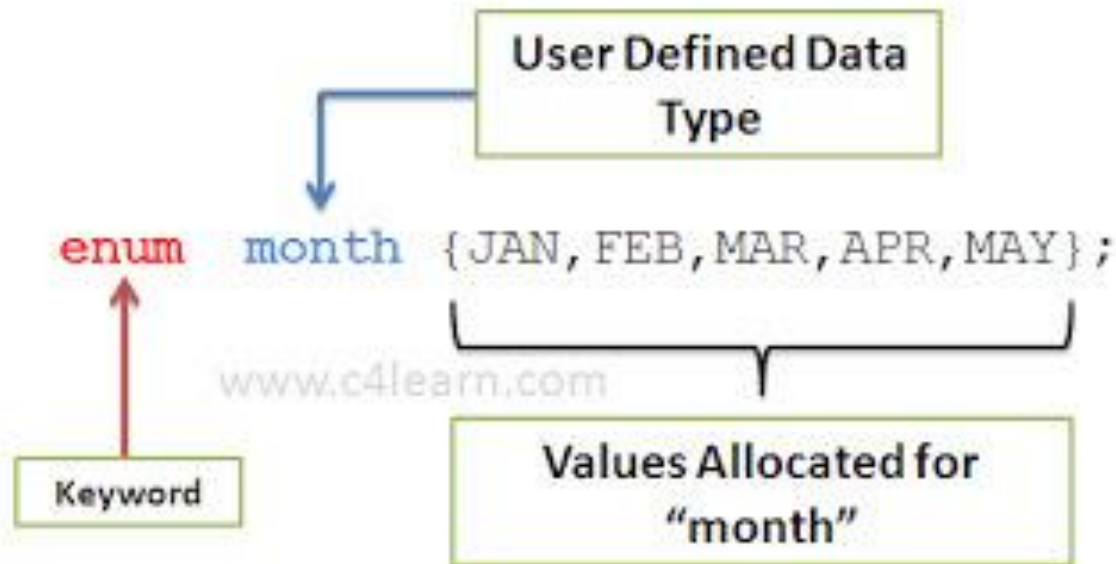 User Defined Data
Type
enum month {JAN,FEB,MAR,APR,MAY};
www.c4learn.com
Keyword
Values Allocated for
“month”